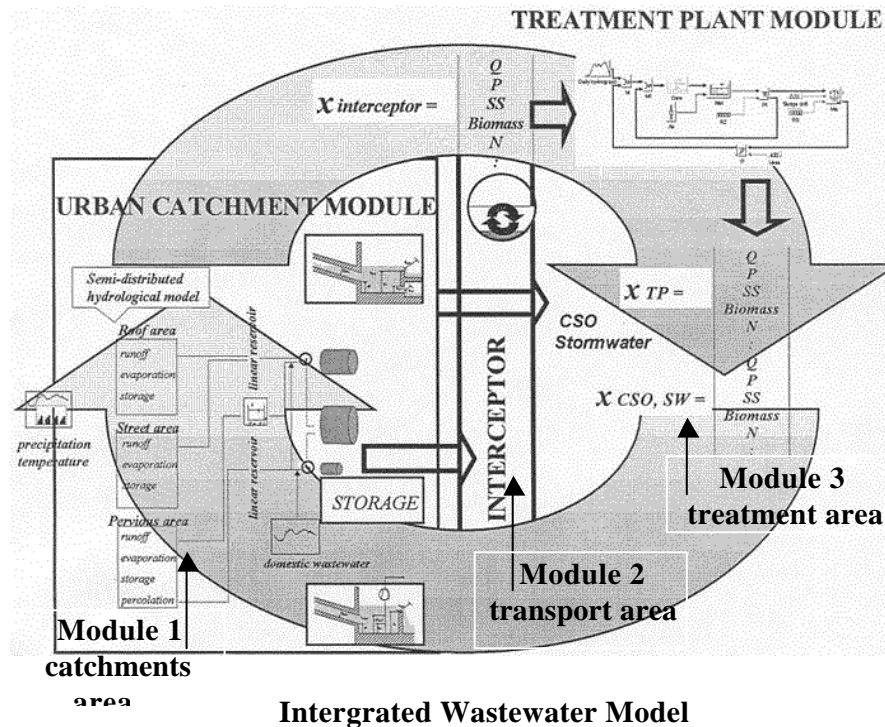 TREATMENT PLANT MODULE
x interceptor =
Q
P
SS
Biomass
N
:
URBAN CATCHMENT MODULE
Semi-distributed
hydrological model
Roof area
runoff
evaporation
storage
linear reservoir
precipitation
temperature
Street area
runoff
evaporation
storage
linear reservoir
Pervious area
runoff
evaporation
storage
percolation
domestic wastewater
STORAGE
INTERCEPTOR
CSO
Stormwater
x TP =
Q
P
SS
Biomass
N
:
x CSO, SW =
Q
P
SS
Biomass
N
:
Module 3
treatment area
Module 2
transport area
Module 1
catchments
area
Intergrated Wastewater Model